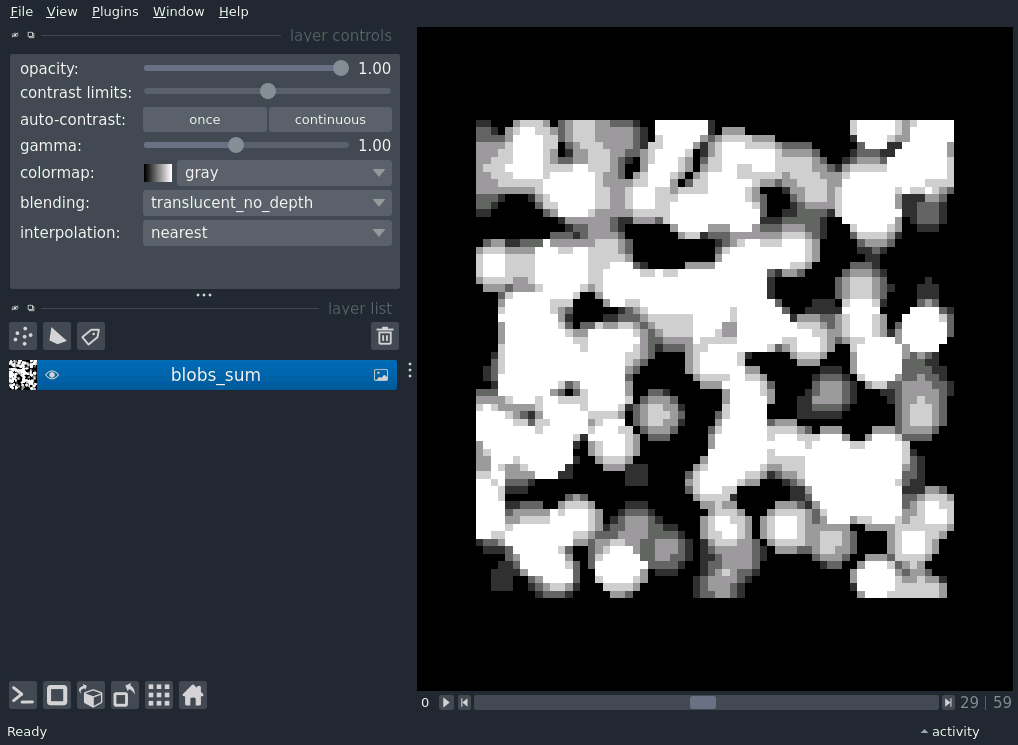 File View Plugins Window Help
layer controls
opacity: 1.00
contrast limits:
auto-contrast: once continuous
gamma: 1.00
colormap: gray
blending: translucent_no_depth
interpolation: nearest
layer list
blobs_sum
0 29 | 59
Ready activity